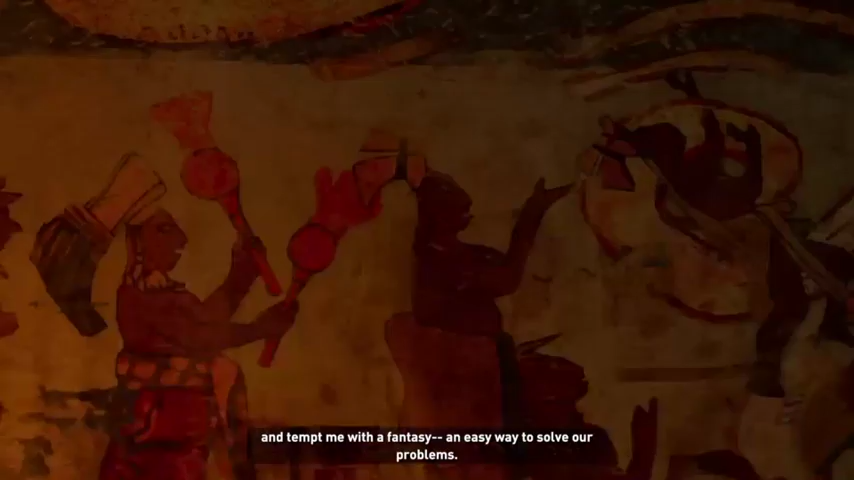 and tempt me with a fantasy-- an easy way to solve our
problems.